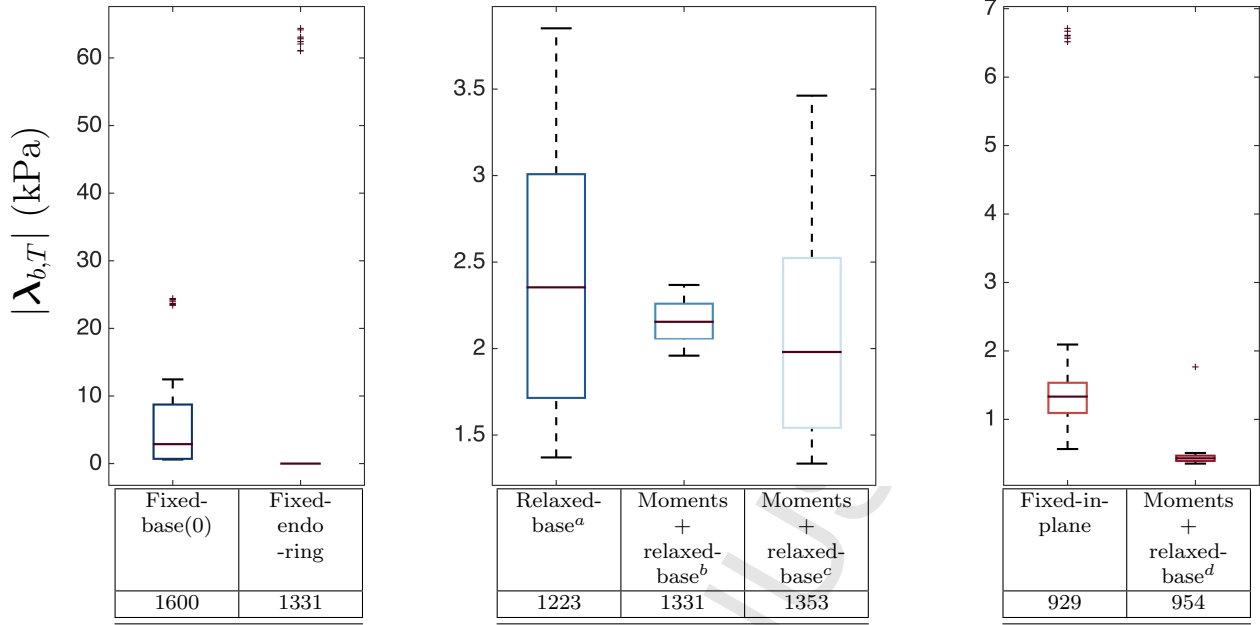 |λ_{b,T}| (kPa)
60
50
40
30
20
10
0
3.5
3
2.5
2
1.5
7
6
5
4
3
2
1
Fixed-
base(0)
Fixed-
endo
-ring
Relaxed-
base^a
Moments
+
relaxed-
base^b
Moments
+
relaxed-
base^c
Fixed-in-
plane
Moments
+
relaxed-
base^d
1600
1331
1223
1331
1353
929
954